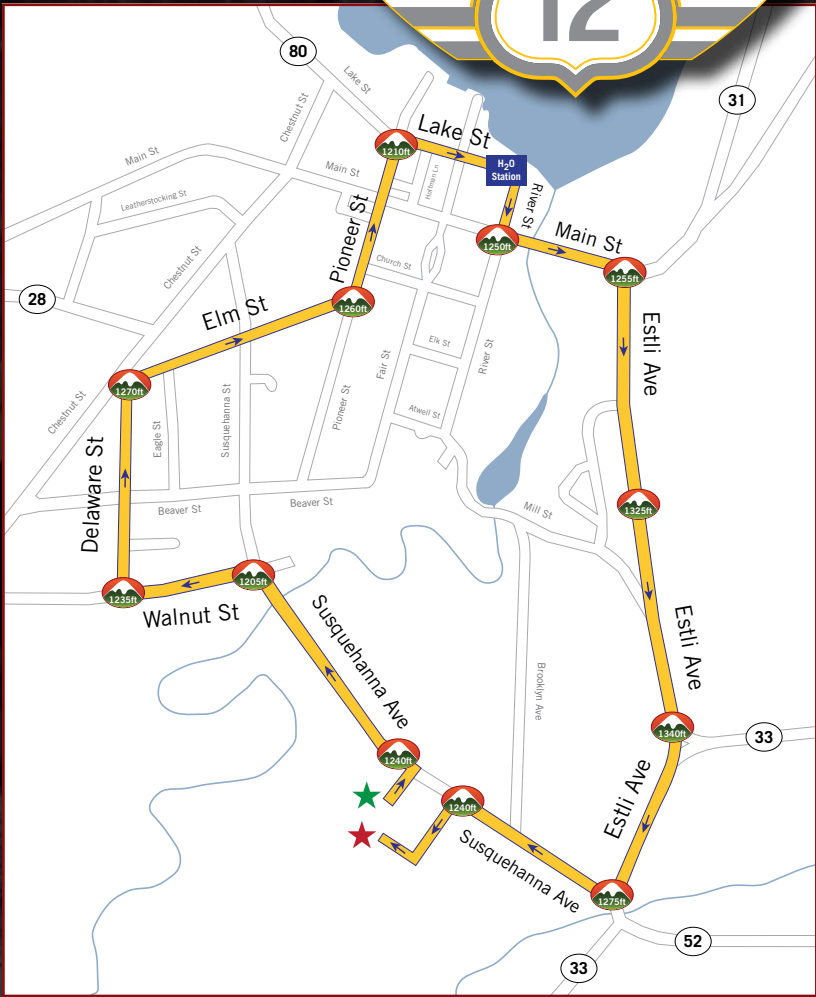 12
80
31
Lake St
Chestnut St
1210ft
Lake St
H20
Station
Main St
Main St
Hoffman Ln
River St
Leatherstocking St
Pioneer St
1250ft
Main St
1255ft
Chestnut St
Church St
28
Elm St
1260ft
Estli Ave
Elk St
River St
Fair St
1270ft
Chestnut St
Eagle St
Susquehanna St
Pioneer St
Atwell St
Delaware St
Beaver St
Beaver St
1325ft
Mill St
1205ft
1235ft
Walnut St
Susquehanna Ave
Estli Ave
Brooklyn Ave
1340ft
33
1240ft
1240ft
Estli Ave
Susquehanna Ave
1275ft
52
33